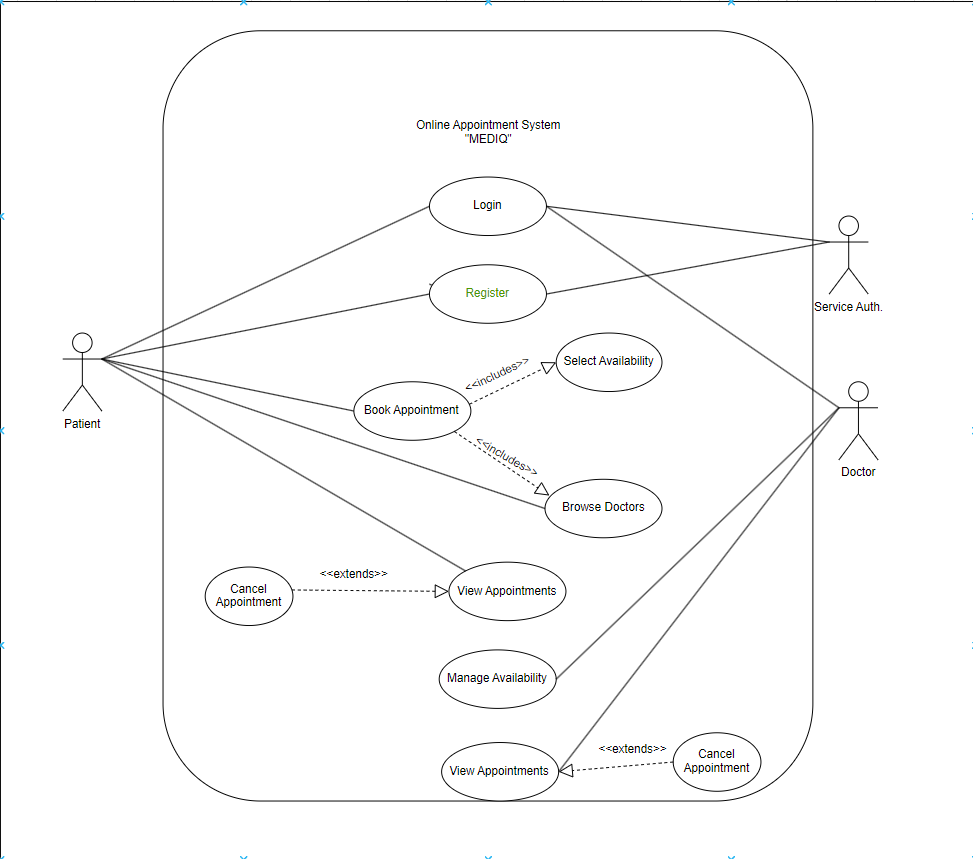 Online Appointment System
"MEDIQ"
Login
Register
Service Auth.
<<includes>>
Select Availability
Patient
Book Appointment
<<includes>>
Doctor
Browse Doctors
<<extends>>
Cancel
Appointment
View Appointments
Manage Availability
<<extends>>
Cancel
Appointment
View Appointments